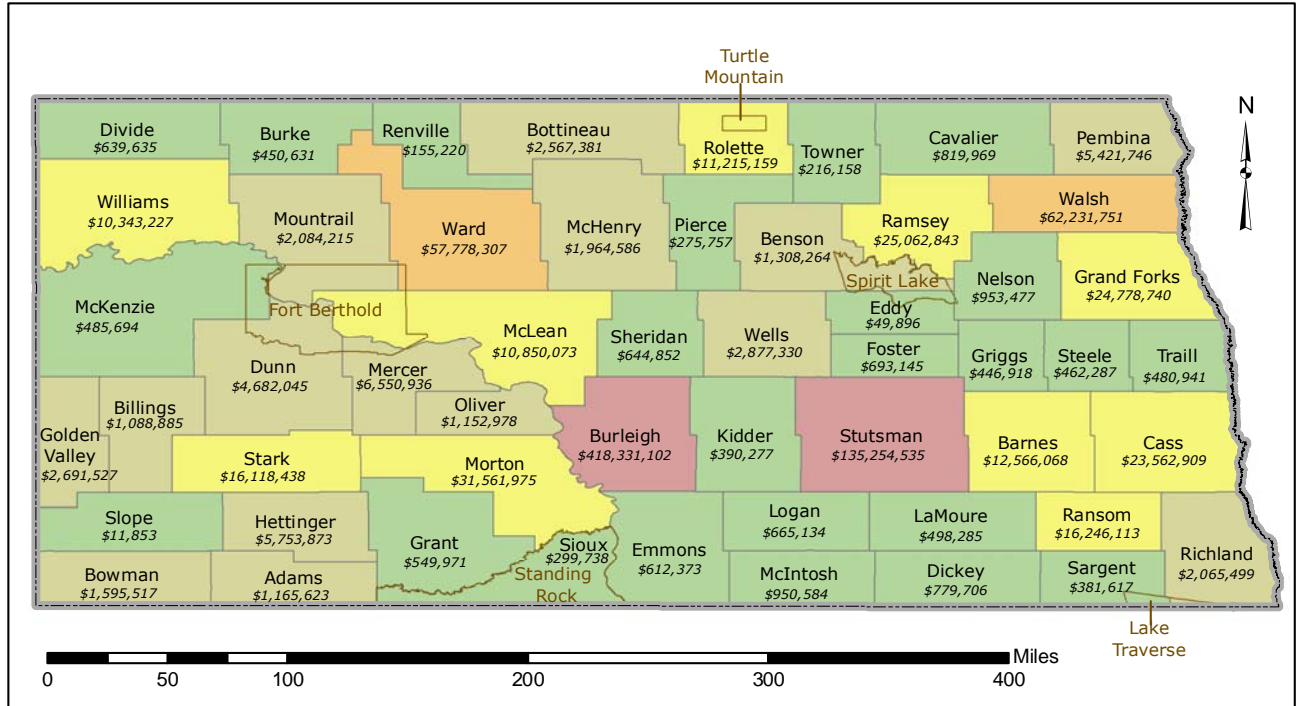 Turtle
Mountain
N
Divide
$639,635
Burke
$450,631
Renville
$155,220
Bottineau
$2,567,381
Rolette
$11,215,159
Towner
$216,158
Cavalier
$819,969
Pembina
$5,421,746
Williams
$10,343,227
Mountrail
$2,084,215
Ward
$57,778,307
McHenry
$1,964,586
Pierce
$275,757
Benson
$1,308,264
Ramsey
$25,062,843
Walsh
$62,231,751
Spirit Lake
Nelson
$953,477
Grand Forks
$24,778,740
McKenzie
$485,694
Fort Berthold
McLean
$10,850,073
Sheridan
$644,852
Wells
$2,877,330
Eddy
$49,896
Foster
$693,145
Griggs
$446,918
Steele
$462,287
Traill
$480,941
Dunn
$4,682,045
Mercer
$6,550,936
Oliver
$1,152,978
Golden
Valley
$2,691,527
Billings
$1,088,885
Stark
$16,118,438
Morton
$31,561,975
Burleigh
$418,331,102
Kidder
$390,277
Stutsman
$135,254,535
Barnes
$12,566,068
Cass
$23,562,909
Slope
$11,853
Hettinger
$5,753,873
Grant
$549,971
Sioux
$299,738
Standing
Rock
Emmons
$612,373
Logan
$665,134
LaMoure
$498,285
Ransom
$16,246,113
Richland
$2,065,499
Bowman
$1,595,517
Adams
$1,165,623
McIntosh
$950,584
Dickey
$779,706
Sargent
$381,617
Lake
Traverse
Miles
0 50 100 200 300 400